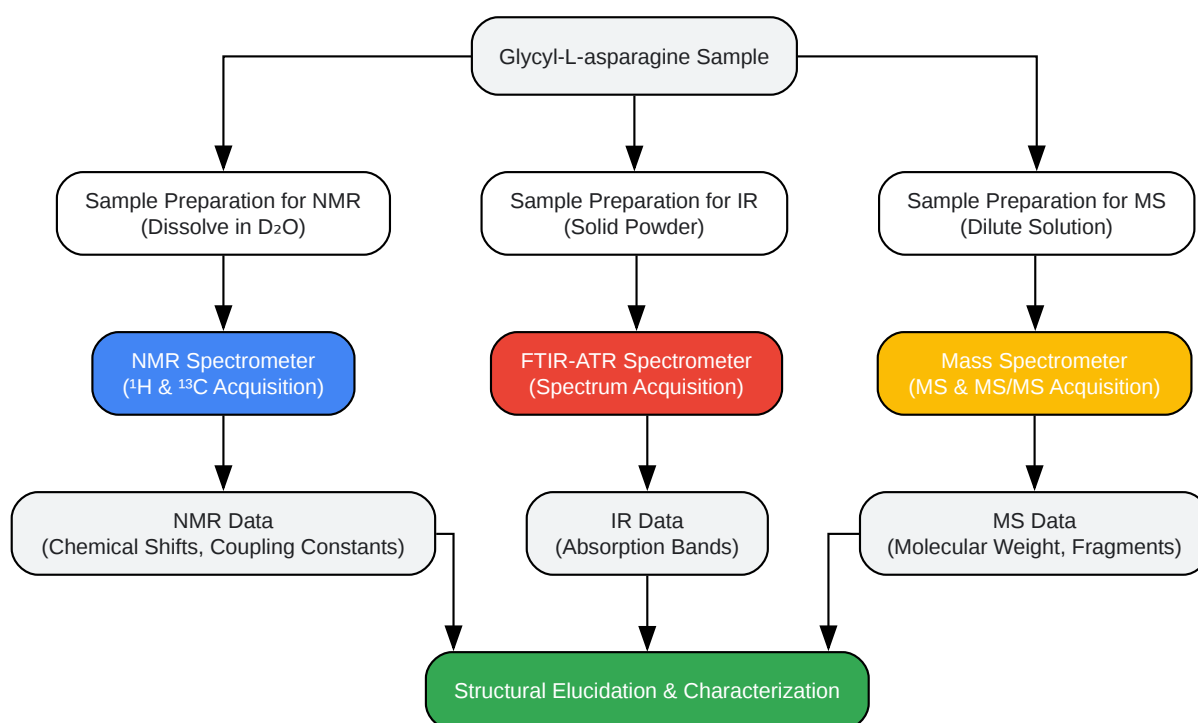 Glycyl-L-asparagine Sample
Sample Preparation for NMR
(Dissolve in D₂O)
Sample Preparation for IR
(Solid Powder)
Sample Preparation for MS
(Dilute Solution)
NMR Spectrometer
(¹H & ¹³C Acquisition)
FTIR-ATR Spectrometer
(Spectrum Acquisition)
Mass Spectrometer
(MS & MS/MS Acquisition)
NMR Data
(Chemical Shifts, Coupling Constants)
IR Data
(Absorption Bands)
MS Data
(Molecular Weight, Fragments)
Structural Elucidation & Characterization